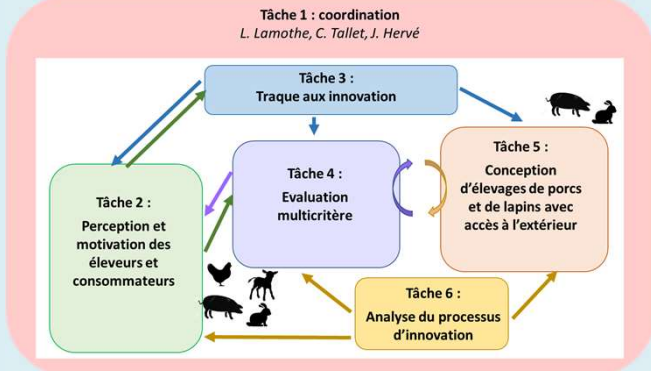 Tâche 1 : coordination
L. Lamothe, C. Tallet, J. Hervé
Tâche 3 :
Traque aux innovation
Tâche 2 :
Perception et
motivation des
éleveurs et
consommateurs
Tâche 4 :
Evaluation
multicritère
Tâche 5 :
Conception
d'élevages de porcs
et de lapins avec
accès à l'extérieur
Tâche 6 :
Analyse du processus
d'innovation